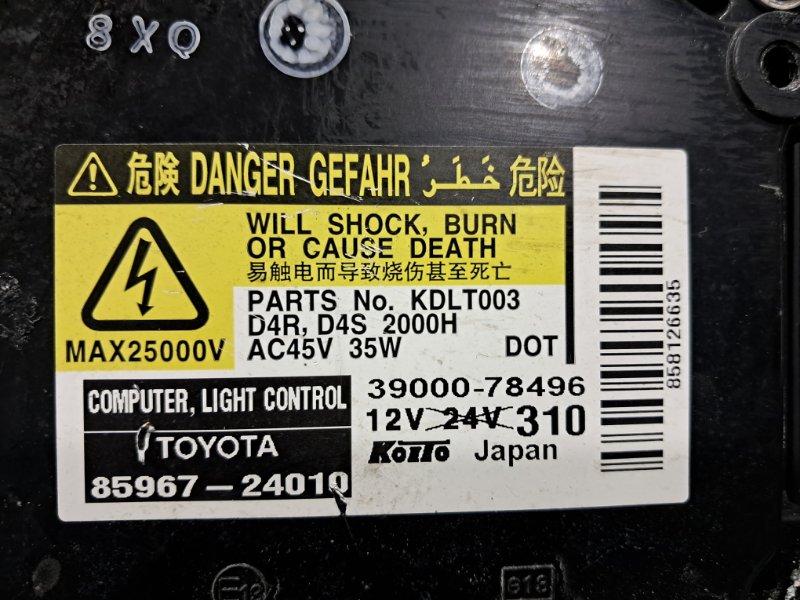 8XQ
危険 DANGER GEFAHR خَطَرْ 危险
WILL SHOCK, BURN
OR CAUSE DEATH
易触电而导致烧伤甚至死亡
PARTS No. KDLT003
D4R, D4S 2000H
MAX25000V
AC45V 35W DOT
858126635
COMPUTER, LIGHT CONTROL
39000-78496
12V 24V 310
TOYOTA
KOITO Japan
85967-24010